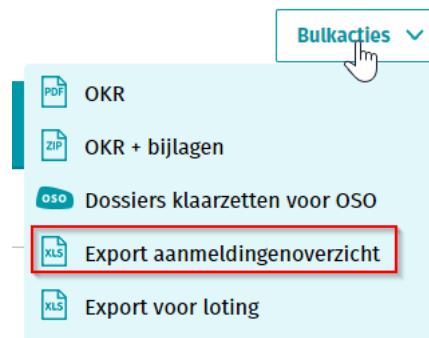 Bulkacties
PDF OKR
ZIP OKR + bijlagen
OSO Dossiers klaarzetten voor OSO
XLS Export aanmeldingenoverzicht
XLS Export voor loting